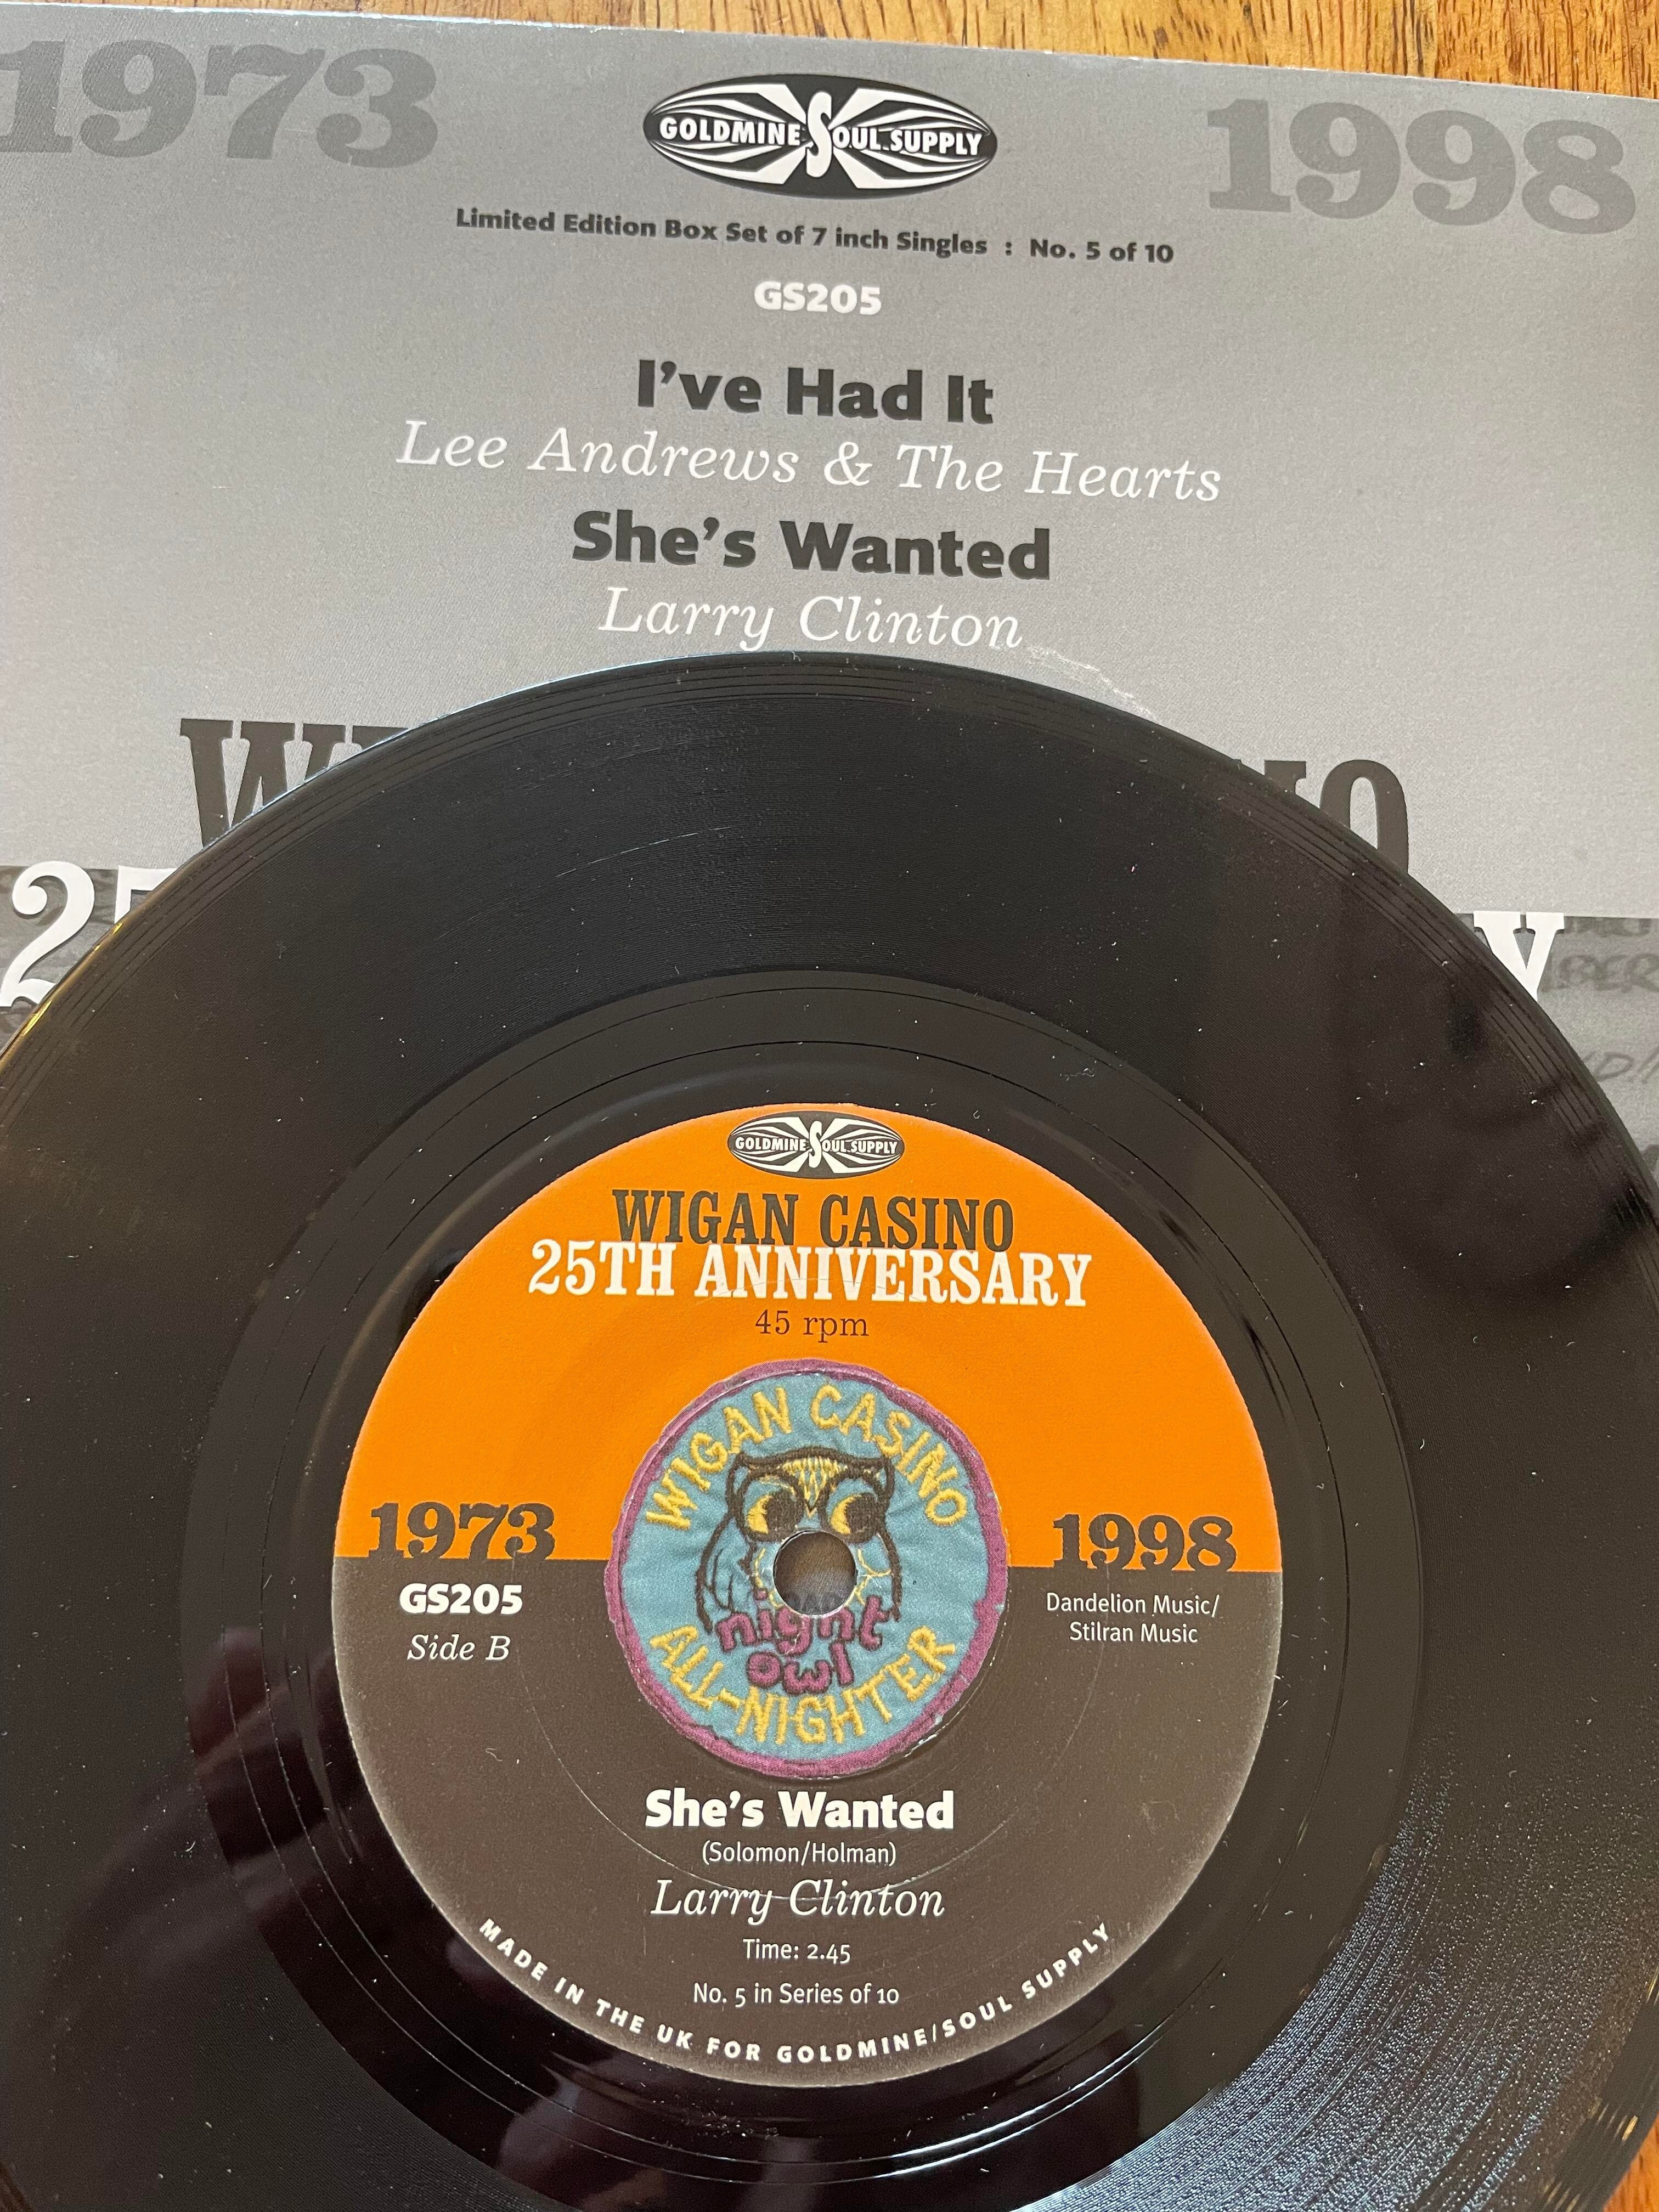 1973
GOLDMINE SOUL SUPPLY
1998
Limited Edition Box Set of 7 inch Singles : No. 5 of 10
GS205
I've Had It
Lee Andrews & The Hearts
She's Wanted
Larry Clinton
GOLDMINE SOUL SUPPLY
WIGAN CASINO
25TH ANNIVERSARY
45 rpm
WIGAN CASINO
night
owl
ALL-NIGHTER
1973
1998
GS205
Side B
Dandelion Music/
Stilran Music
She's Wanted
(Solomon/Holman)
Larry Clinton
Time: 2.45
No. 5 in Series of 10
MADE IN THE UK FOR GOLDMINE/SOUL SUPPLY